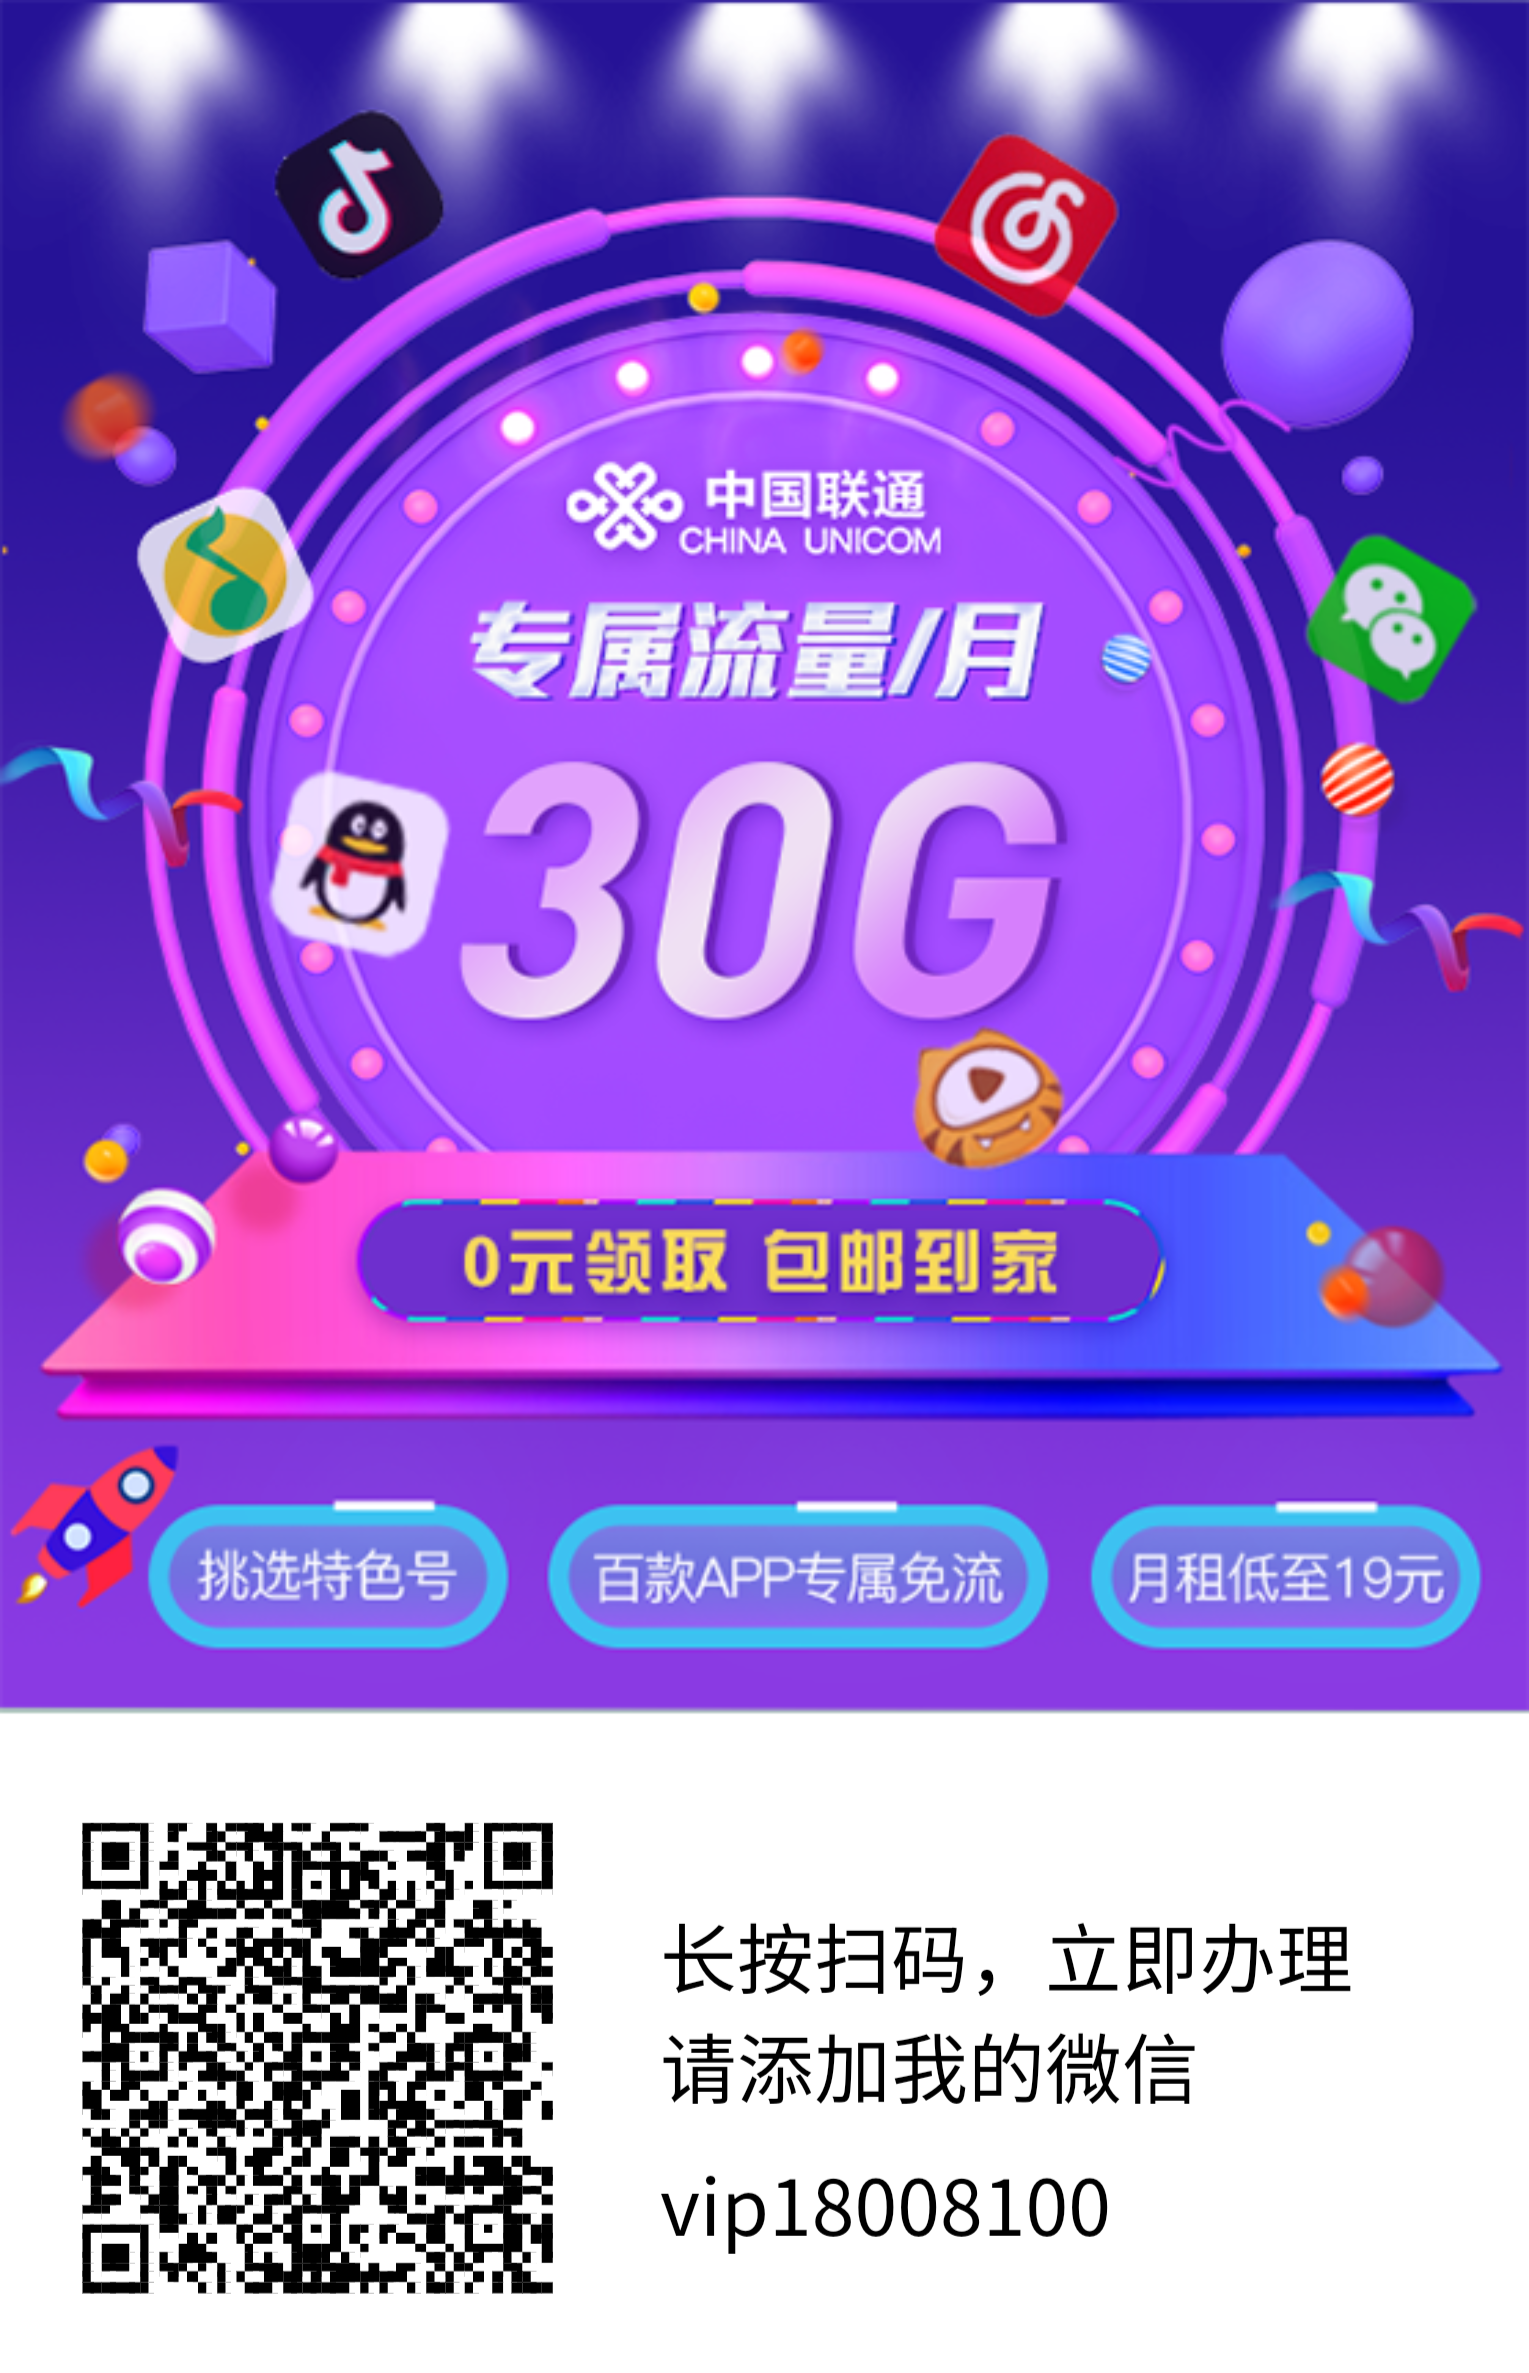 中国联通
CHINA UNICOM
专属流量/月
30G
0元领取 包邮到家
挑选特色号
百款APP专属免流
月租低至19元
长按扫码，立即办理
请添加我的微信
vip18008100